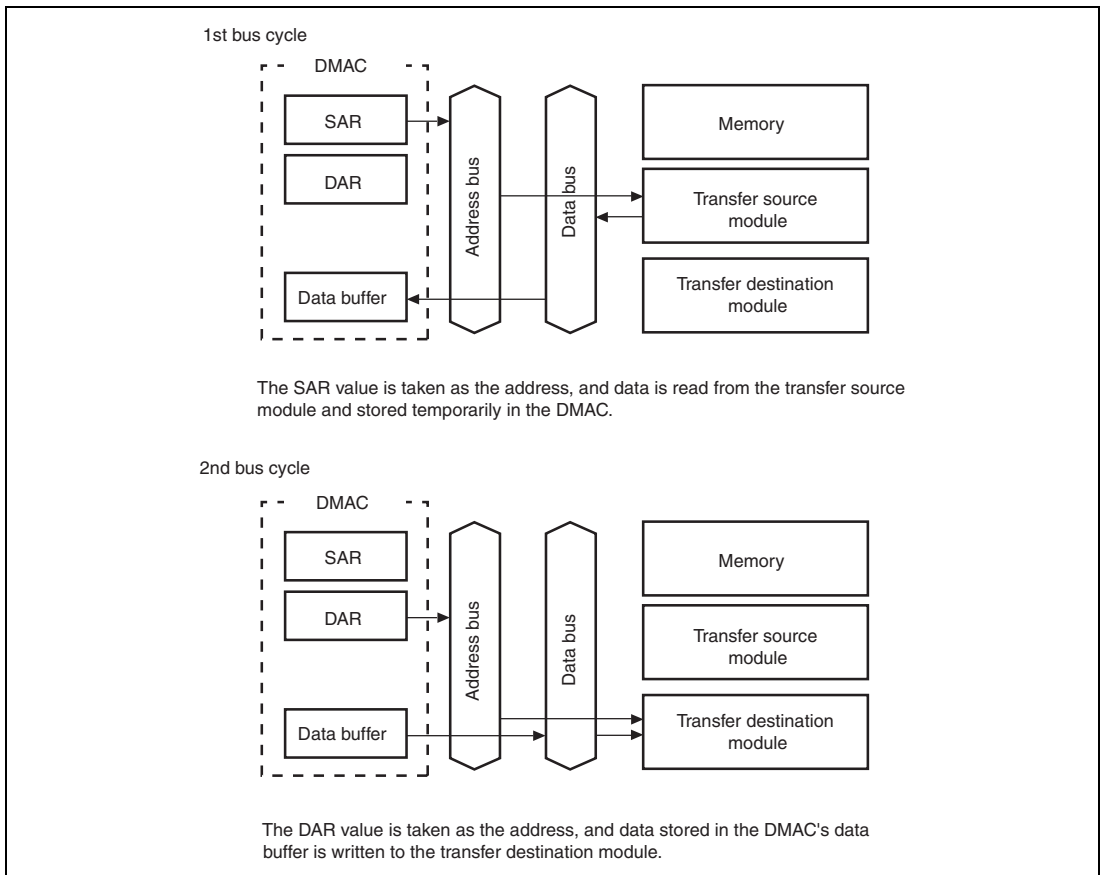 1st bus cycle
DMAC
SAR
DAR
Data buffer
Address bus
Data bus
Memory
Transfer source
module
Transfer destination
module
The SAR value is taken as the address, and data is read from the transfer source
module and stored temporarily in the DMAC.
2nd bus cycle
DMAC
SAR
DAR
Data buffer
Address bus
Data bus
Memory
Transfer source
module
Transfer destination
module
The DAR value is taken as the address, and data stored in the DMAC's data
buffer is written to the transfer destination module.